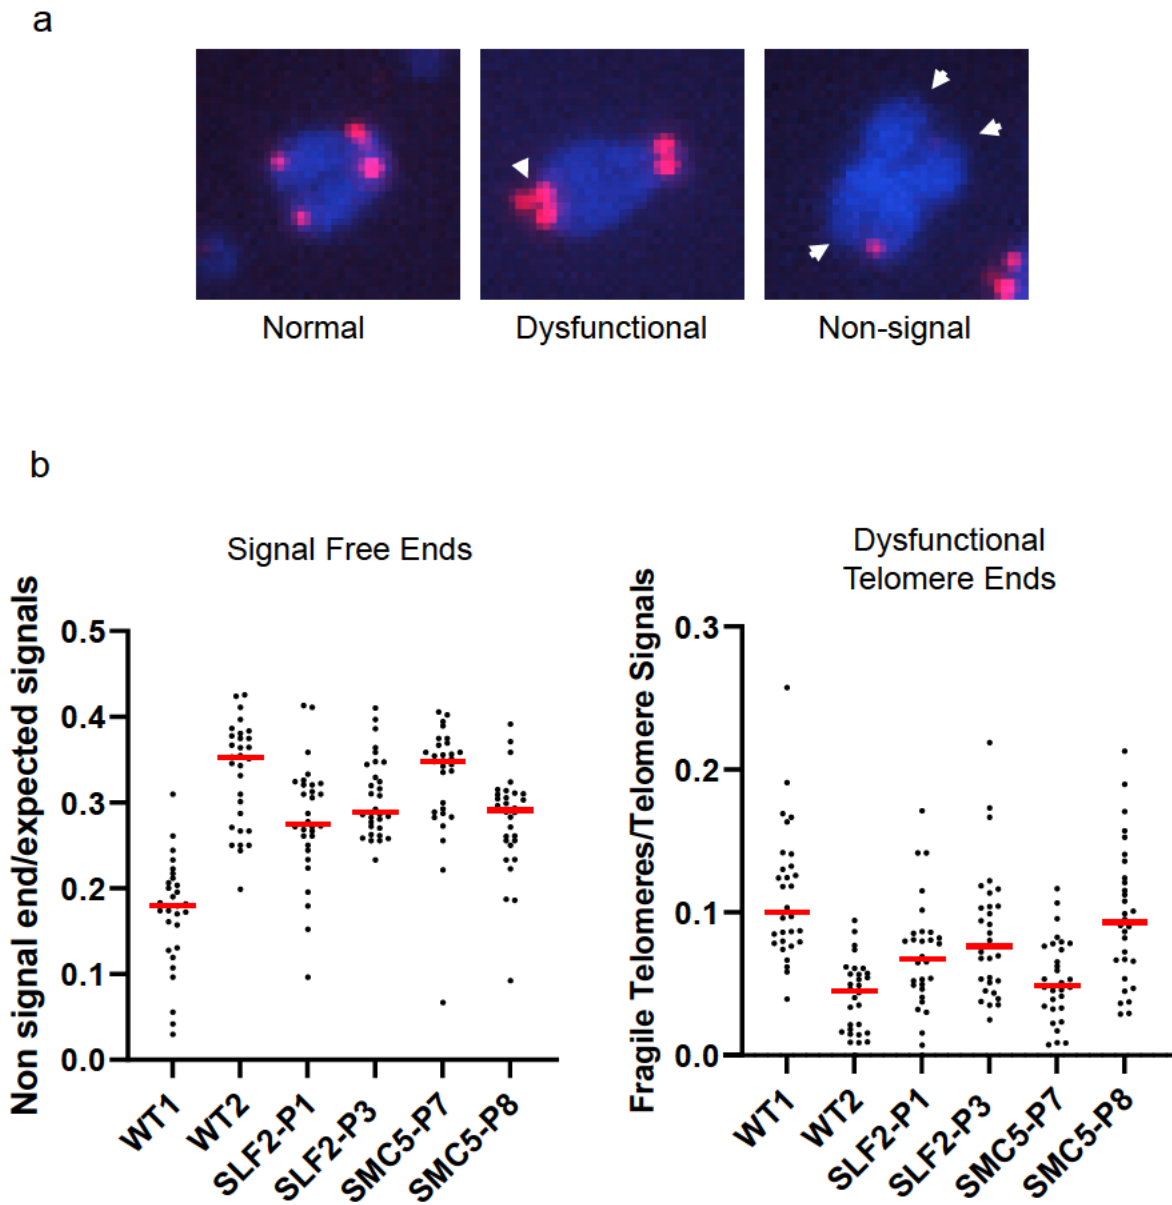 a
Normal
Dysfunctional
Non-signal
b
Signal Free Ends
Non signal end/expected signals
0.5
0.4
0.3
0.2
0.1
0.0
WT1
WT2
SLF2-P1
SLF2-P3
SMC5-P7
SMC5-P8
Dysfunctional
Telomere Ends
Fragile Telomeres/Telomere Signals
0.3
0.2
0.1
0.0
WT1
WT2
SLF2-P1
SLF2-P3
SMC5-P7
SMC5-P8